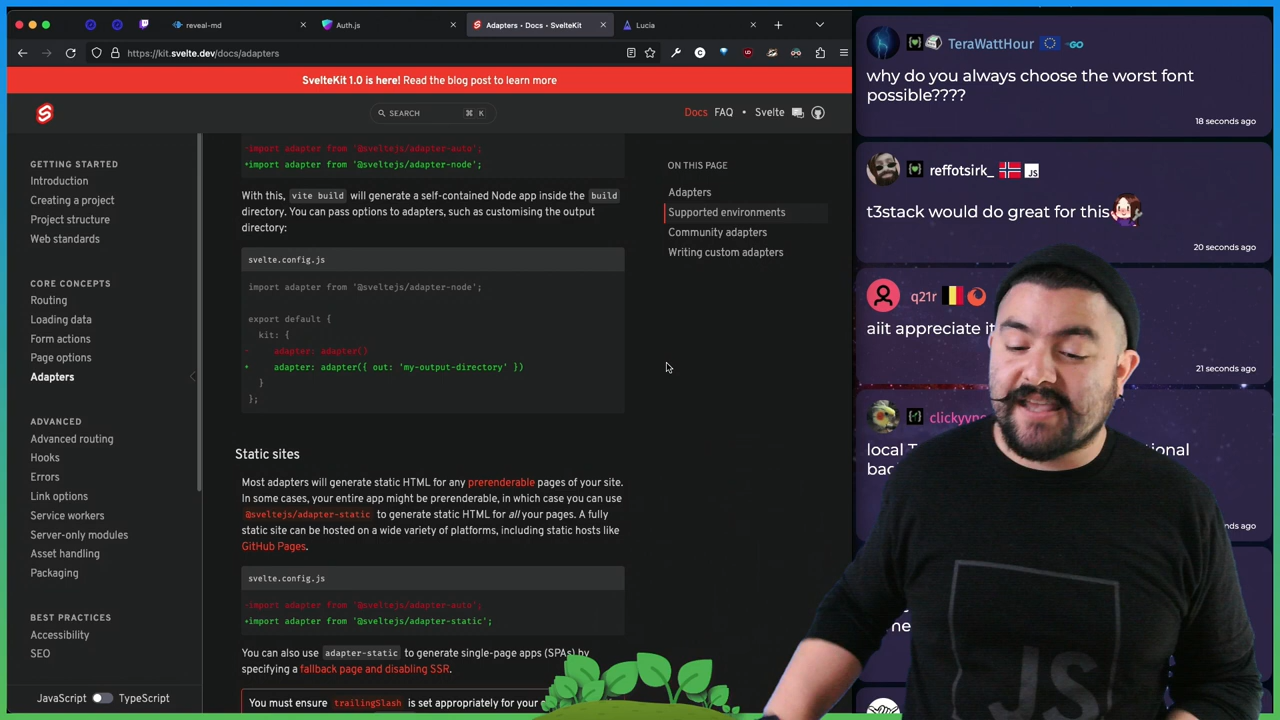 reveal-md
Auth.js
Adapters • Docs • SvelteKit
Lucia
https://kit.svelte.dev/docs/adapters
SvelteKit 1.0 is here! Read the blog post to learn more
SEARCH ⌘ K
Docs FAQ • Svelte
GETTING STARTED
Introduction
Creating a project
Project structure
Web standards
CORE CONCEPTS
Routing
Loading data
Form actions
Page options
Adapters
ADVANCED
Advanced routing
Hooks
Errors
Link options
Service workers
Server-only modules
Asset handling
Packaging
BEST PRACTICES
Accessibility
SEO
JavaScript TypeScript
-import adapter from '@sveltejs/adapter-auto';
+import adapter from '@sveltejs/adapter-node';
With this, vite build will generate a self-contained Node app inside the build
directory. You can pass options to adapters, such as customising the output
directory:
svelte.config.js
import adapter from '@sveltejs/adapter-node';
export default {
kit: {
- adapter: adapter()
+ adapter: adapter({ out: 'my-output-directory' })
}
};
Static sites
Most adapters will generate static HTML for any prerenderable pages of your site.
In some cases, your entire app might be prerenderable, in which case you can use
@sveltejs/adapter-static to generate static HTML for all your pages. A fully
static site can be hosted on a wide variety of platforms, including static hosts like
GitHub Pages.
svelte.config.js
-import adapter from '@sveltejs/adapter-auto';
+import adapter from '@sveltejs/adapter-static';
You can also use adapter-static to generate single-page apps (SPAs) by
specifying a fallback page and disabling SSR.
You must ensure trailingSlash is set appropriately for your
ON THIS PAGE
Adapters
Supported environments
Community adapters
Writing custom adapters
TeraWattHour
why do you always choose the worst font
possible????
18 seconds ago
reffotsirk_ JS
t3stack would do great for this
20 seconds ago
q21r
aiit appreciate it
21 seconds ago
local
JS